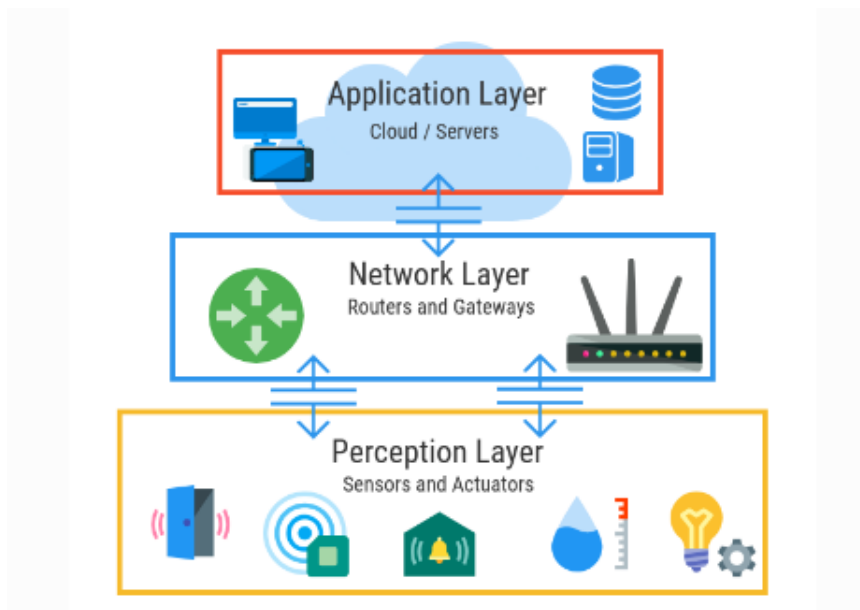 Application Layer
Cloud / Servers
Network Layer
Routers and Gateways
Perception Layer
Sensors and Actuators